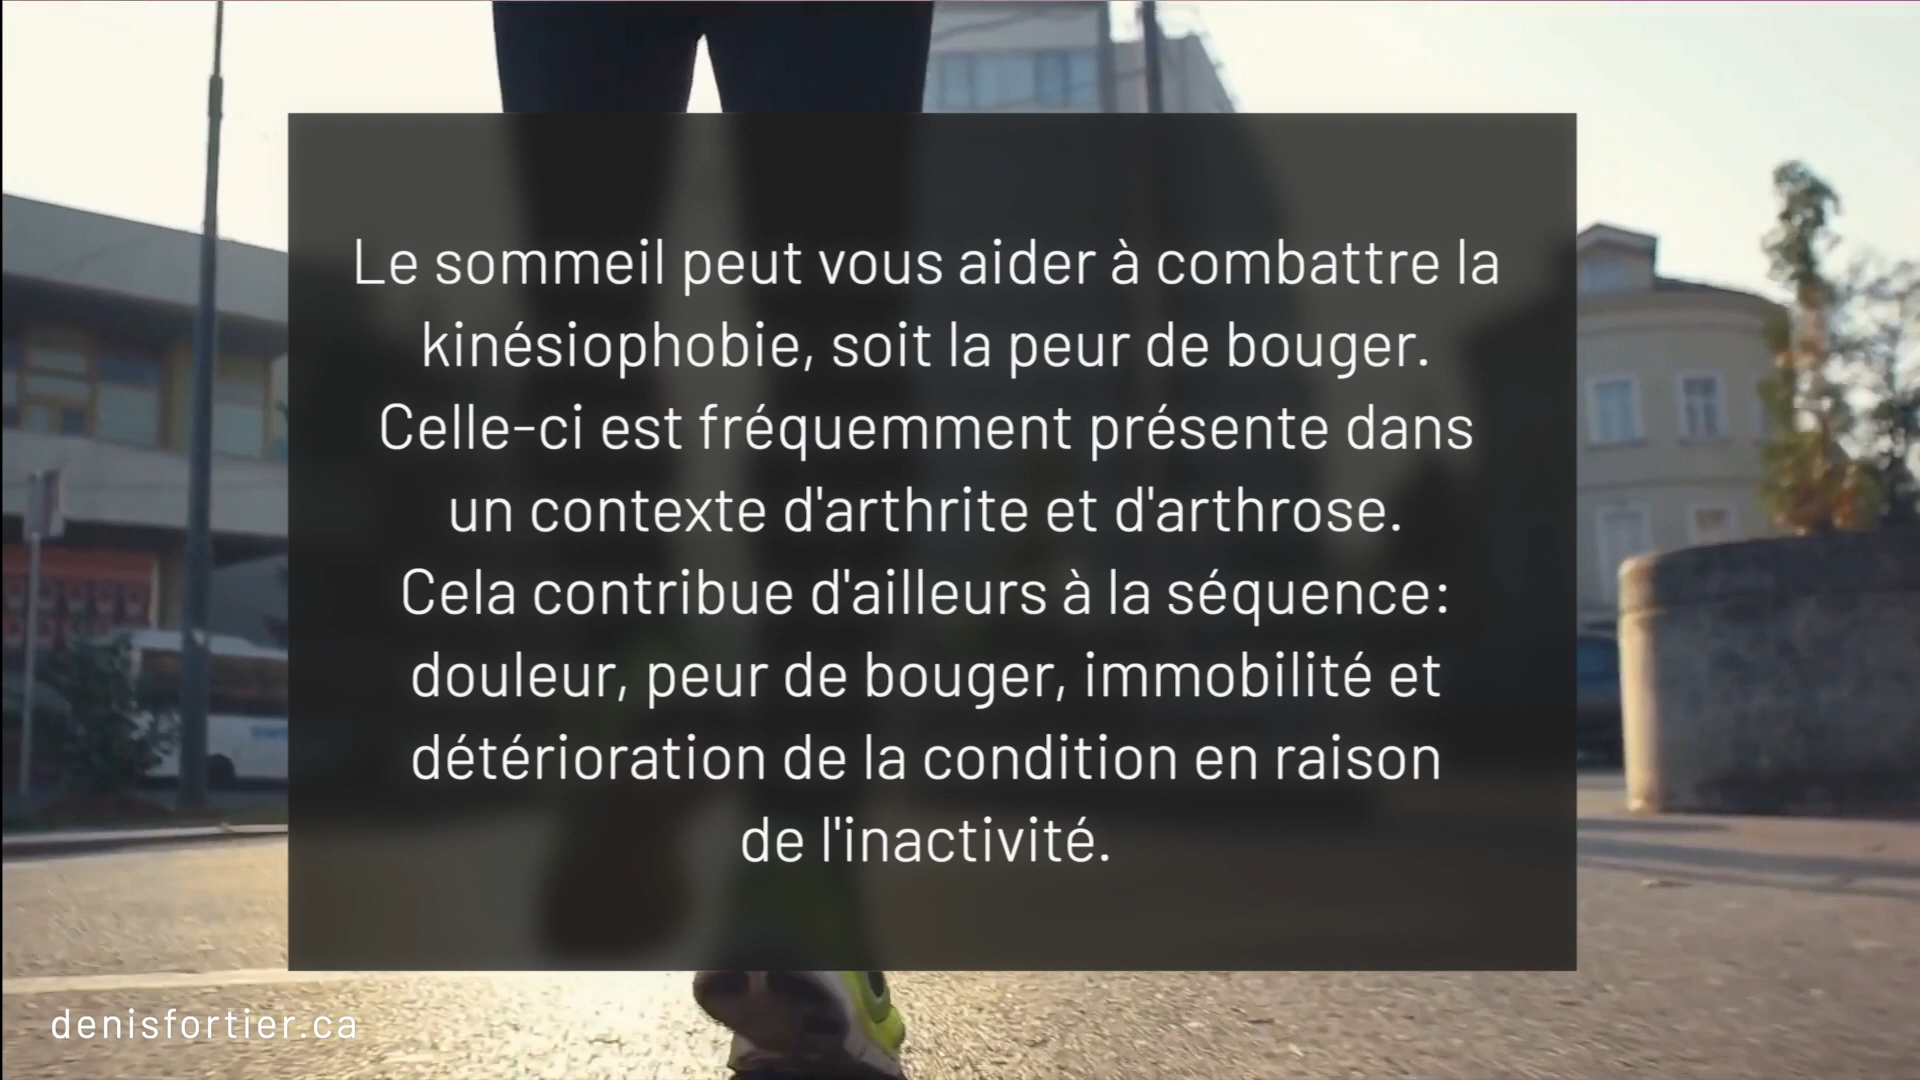 Le sommeil peut vous aider à combattre la
kinésiophobie, soit la peur de bouger.
Celle-ci est fréquemment présente dans
un contexte d'arthrite et d'arthrose.
Cela contribue d'ailleurs à la séquence:
douleur, peur de bouger, immobilité et
détérioration de la condition en raison
de l'inactivité.
denisfortier.ca